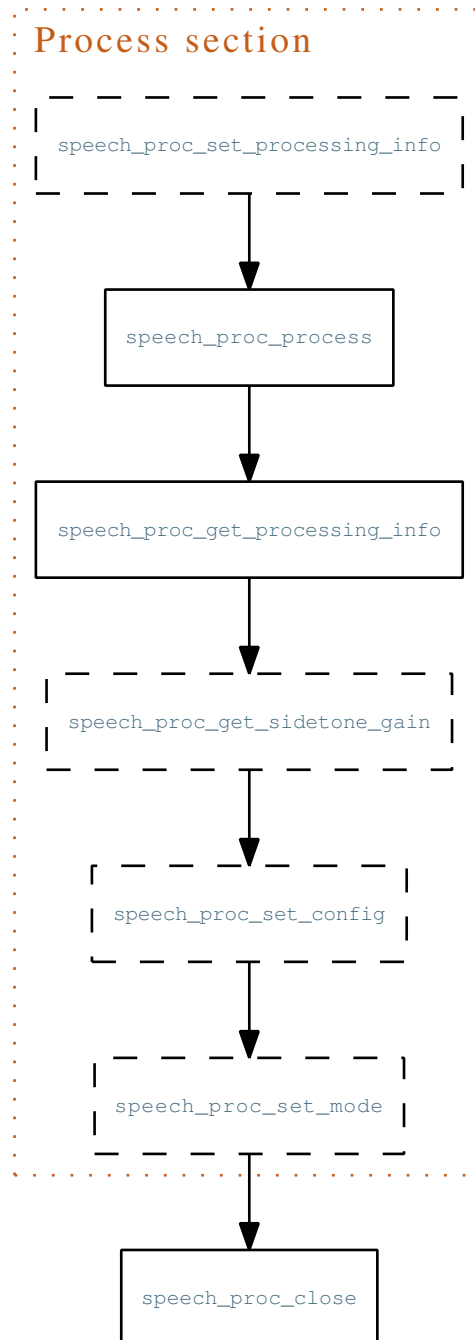 Process section
speech_proc_set_processing_info
speech_proc_process
speech_proc_get_processing_info
speech_proc_get_sidetone_gain
speech_proc_set_config
speech_proc_set_mode
speech_proc_close